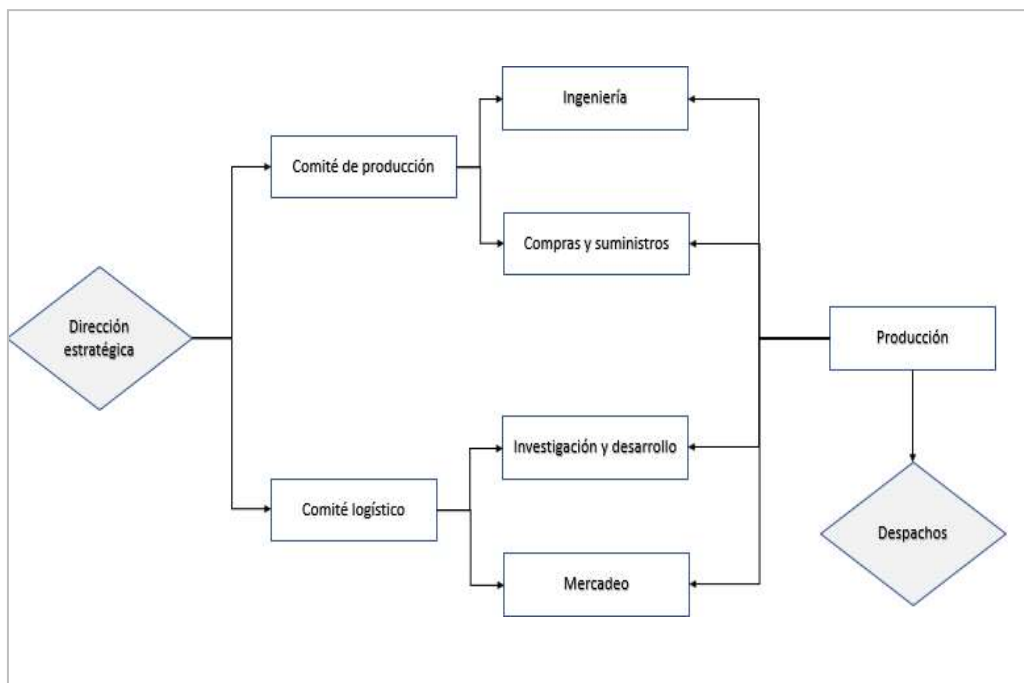 Ingeniería
Comité de producción
Compras y suministros
Dirección
estratégica
Producción
Investigación y desarrollo
Comité logístico
Despachos
Mercadeo